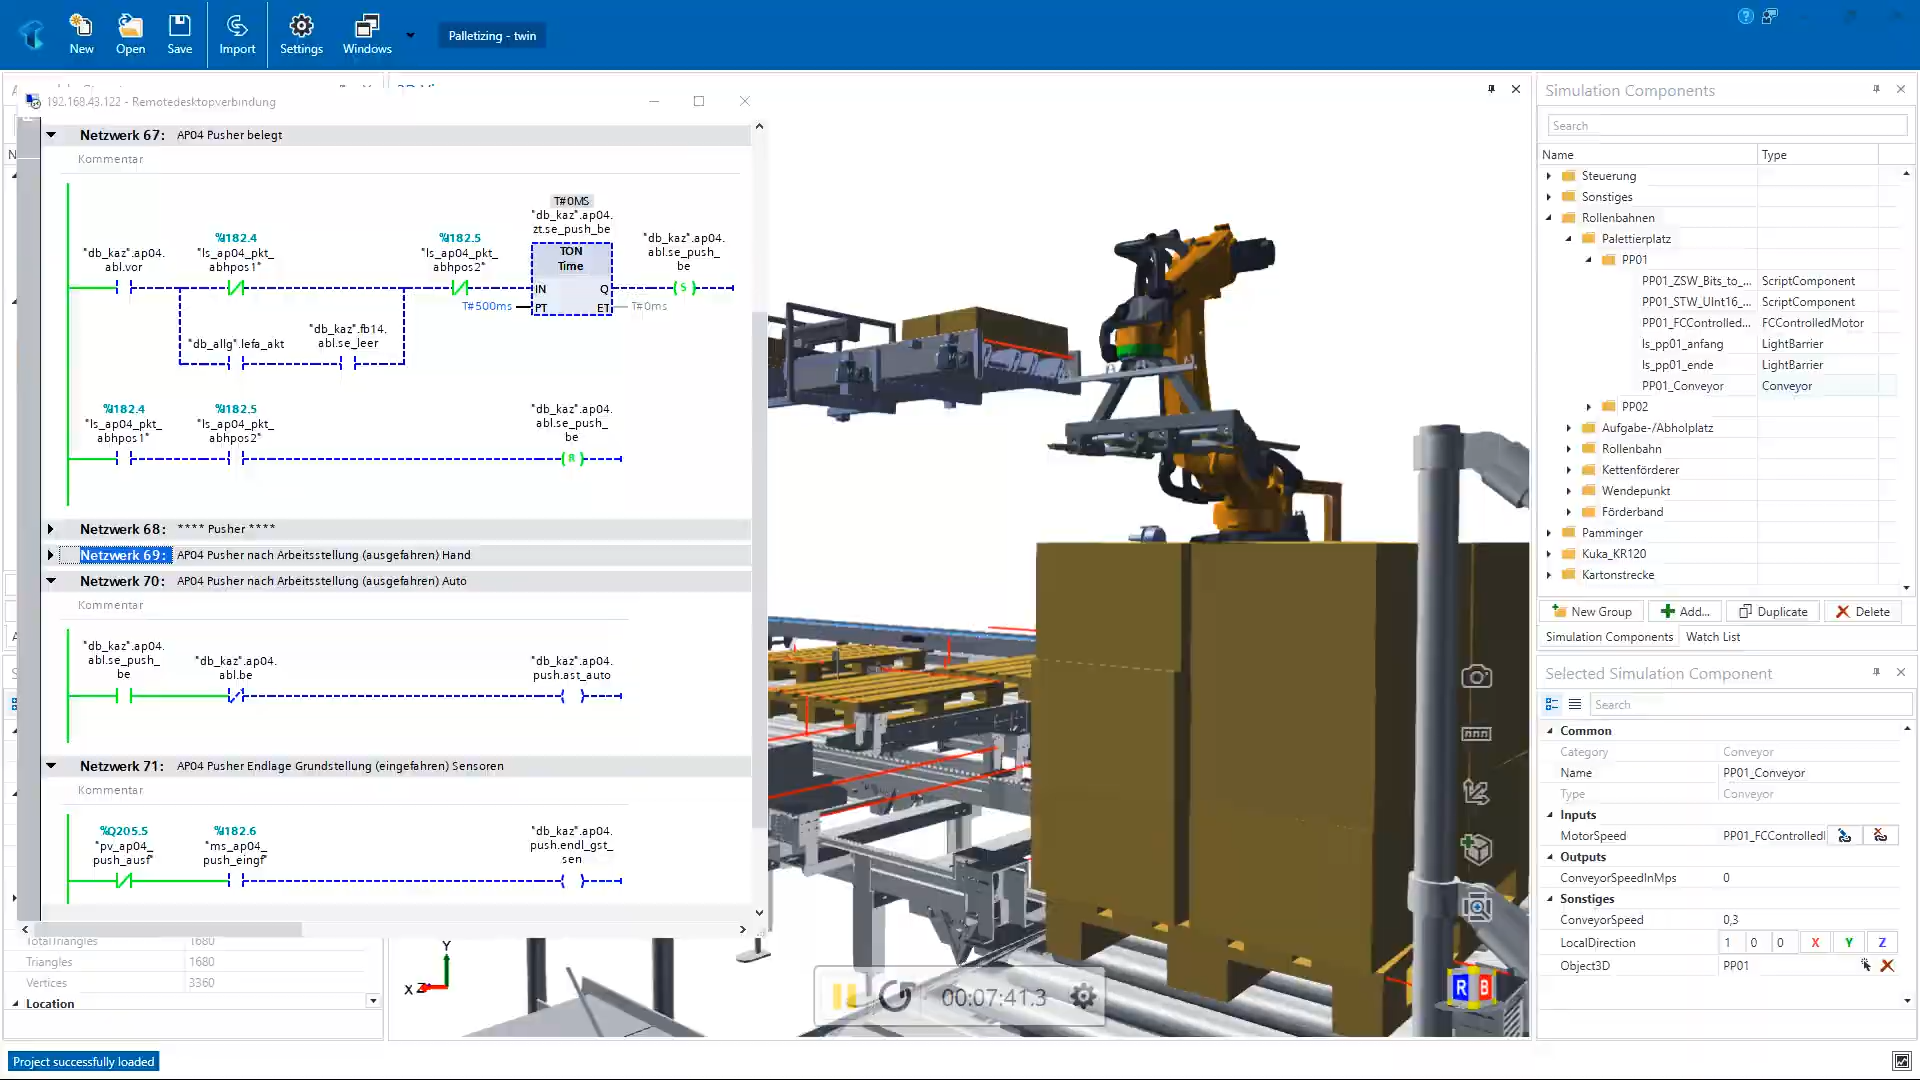 New
Open
Save
Import
Settings
Windows
Palletizing - twin
192.168.43.122 - Remotedesktopverbindung
Netzwerk 67: AP04 Pusher belegt
Kommentar
T#0MS
"db_kaz".ap04.
zt.se_push_be
TON
Time
IN Q
PT ET
T#500ms
T#0ms
"db_kaz".ap04.
abl.vor
%I182.4
"ls_ap04_pkt_
abhpos1"
%I182.5
"ls_ap04_pkt_
abhpos2"
"db_kaz".ap04.
abl.se_push_
be
S
"db_allg".lefa_akt
"db_kaz".fb14.
abl.se_leer
%I182.4
"ls_ap04_pkt_
abhpos1"
%I182.5
"ls_ap04_pkt_
abhpos2"
"db_kaz".ap04.
abl.se_push_
be
R
Netzwerk 68: **** Pusher ****
Netzwerk 69: AP04 Pusher nach Arbeitsstellung (ausgefahren) Hand
Netzwerk 70: AP04 Pusher nach Arbeitsstellung (ausgefahren) Auto
Kommentar
"db_kaz".ap04.
abl.se_push_
be
"db_kaz".ap04.
abl.be
"db_kaz".ap04.
push.ast_auto
Netzwerk 71: AP04 Pusher Endlage Grundstellung (eingefahren) Sensoren
Kommentar
%Q205.5
"pv_ap04_
push_ausf"
%I182.6
"ms_ap04_
push_eingf"
"db_kaz".ap04.
push.endl_gst_
sen
TotalTriangles 1680
Triangles 1680
Vertices 3360
Location
Y
X Z
00:07:41.3
R B
Simulation Components
Search
Name Type
Steuerung
Sonstiges
Rollenbahnen
Palettierplatz
PP01
PP01_ZSW_Bits_to_... ScriptComponent
PP01_STW_UInt16_... ScriptComponent
PP01_FCControlled... FCControlledMotor
ls_pp01_anfang LightBarrier
ls_pp01_ende LightBarrier
PP01_Conveyor Conveyor
PP02
Aufgabe-/Abholplatz
Rollenbahn
Kettenförderer
Wendepunkt
Förderband
Pamminger
Kuka_KR120
Kartonstrecke
New Group
Add...
Duplicate
Delete
Simulation Components Watch List
Selected Simulation Component
Search
Common
Category Conveyor
Name PP01_Conveyor
Type Conveyor
Inputs
MotorSpeed PP01_FCControlled
Outputs
ConveyorSpeedInMps 0
Sonstiges
ConveyorSpeed 0,3
LocalDirection 1 0 0 X Y Z
Object3D PP01
Project successfully loaded